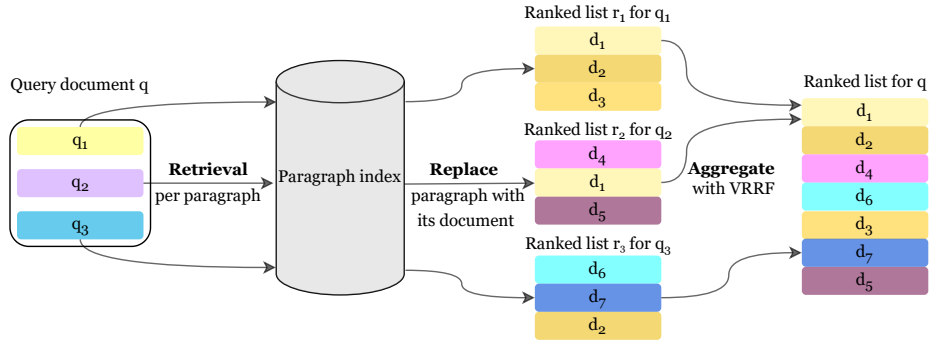 Query document q
q₁
q₂
q₃
Retrieval
per paragraph
Paragraph index
Replace
paragraph with
its document
Ranked list r₁ for q₁
d₁
d₂
d₃
Ranked list r₂ for q₂
d₄
d₁
d₅
Ranked list r₃ for q₃
d₆
d₇
d₂
Aggregate
with VRRF
Ranked list for q
d₁
d₂
d₄
d₆
d₃
d₇
d₅